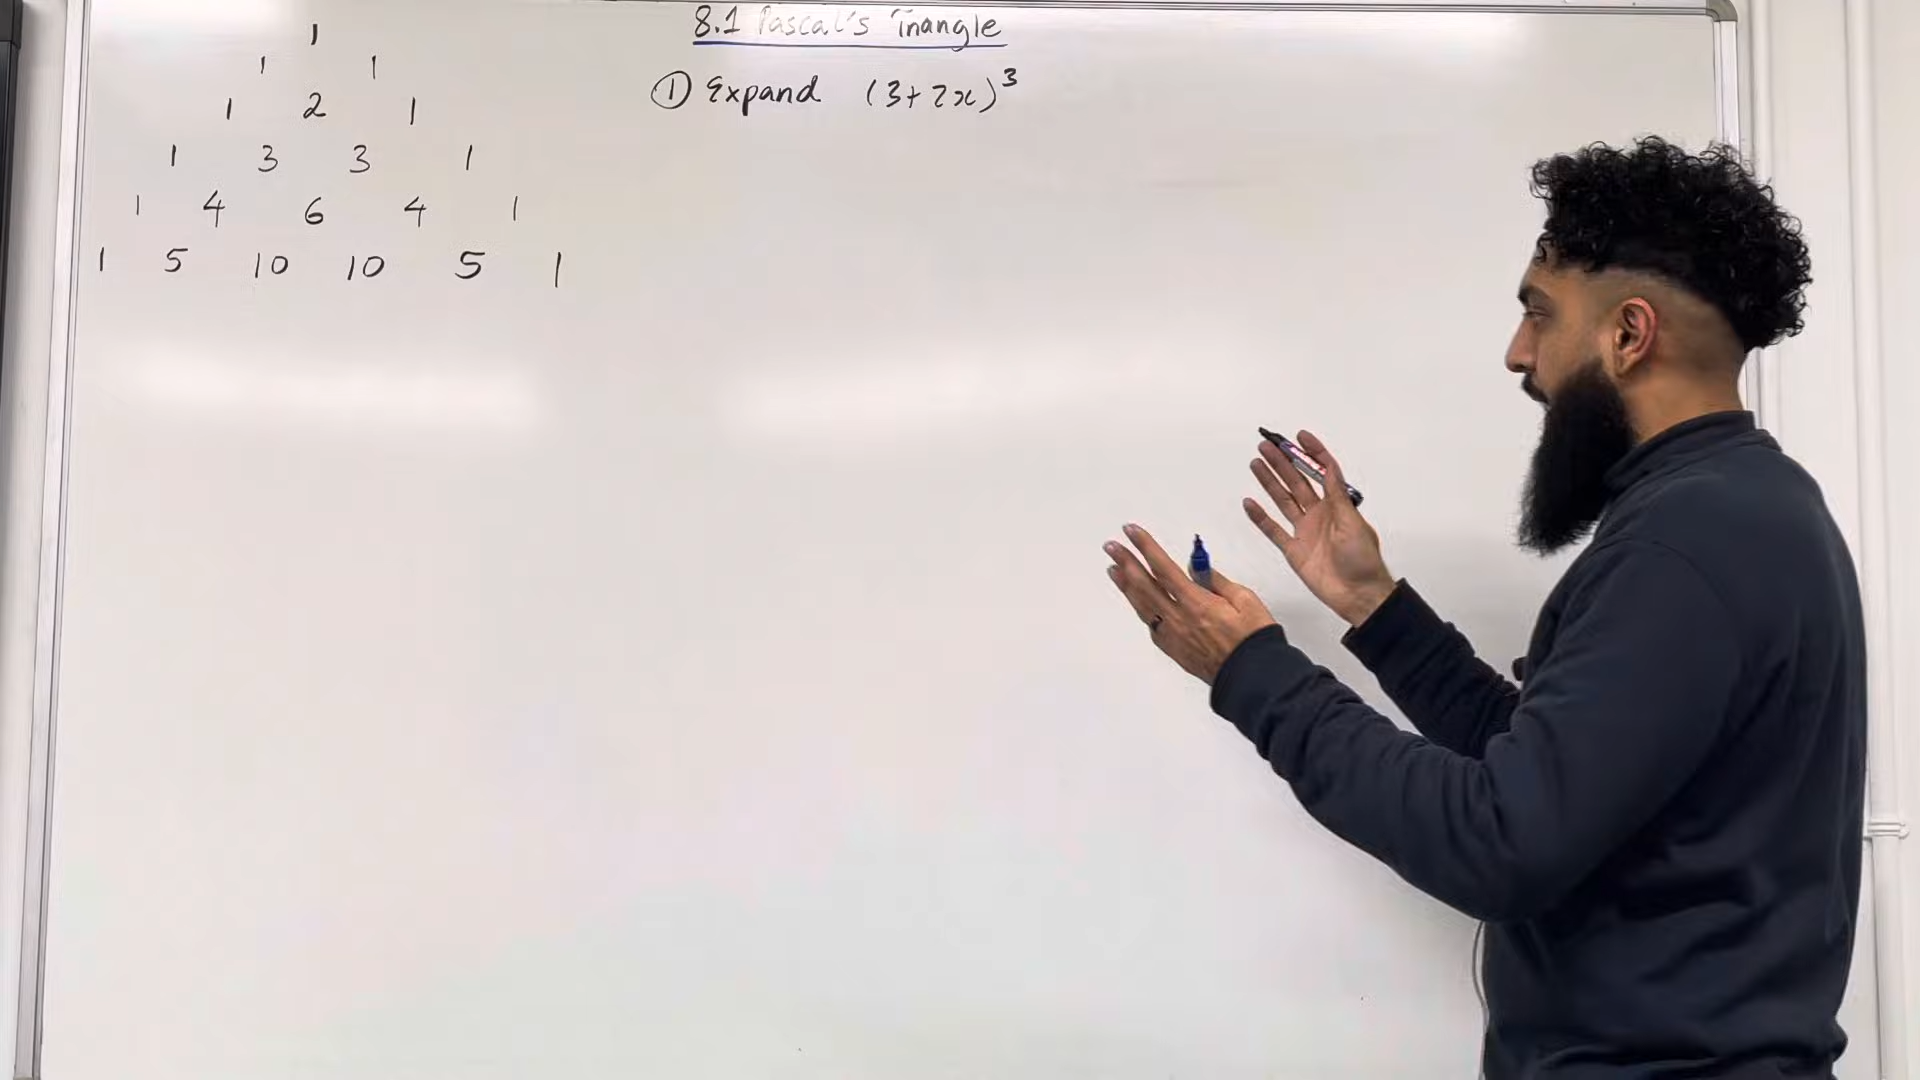 1
1 1
1 2 1
1 3 3 1
1 4 6 4 1
1 5 10 10 5 1
8.1 Pascal's Triangle
① Expand (3+2x)³